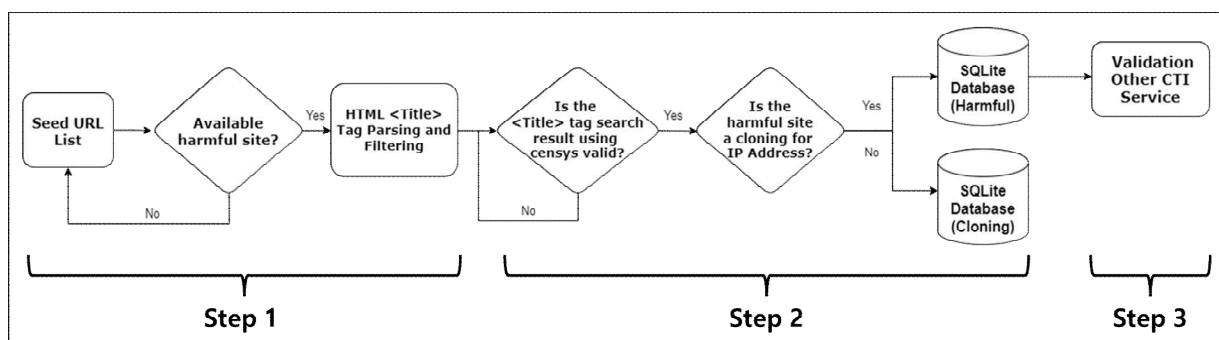 Seed URL
List
Available
harmful site?
Yes
No
HTML <Title>
Tag Parsing and
Filtering
Is the
<Title> tag search
result using
censys valid?
Yes
No
Is the
harmful site
a cloning for
IP Address?
Yes
No
SQLite
Database
(Harmful)
SQLite
Database
(Cloning)
Validation
Other CTI
Service
Step 1
Step 2
Step 3